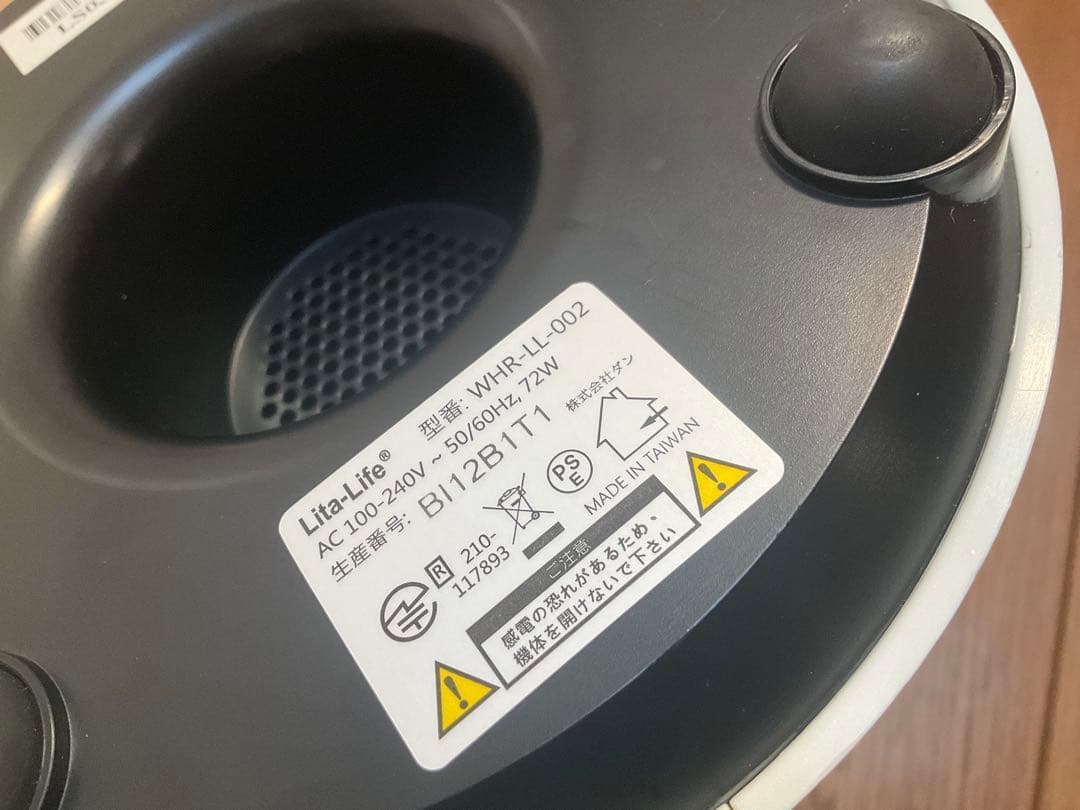 Lita-Life® 型番: WHR-LL-002
AC 100-240V ~ 50/60Hz, 72W
生産番号: BI12B1T1
株式会社ダン
R 210-
117893
PS
E
MADE IN TAIWAN
ご注意
感電の恐れがあるため、
機体を開けないで下さい